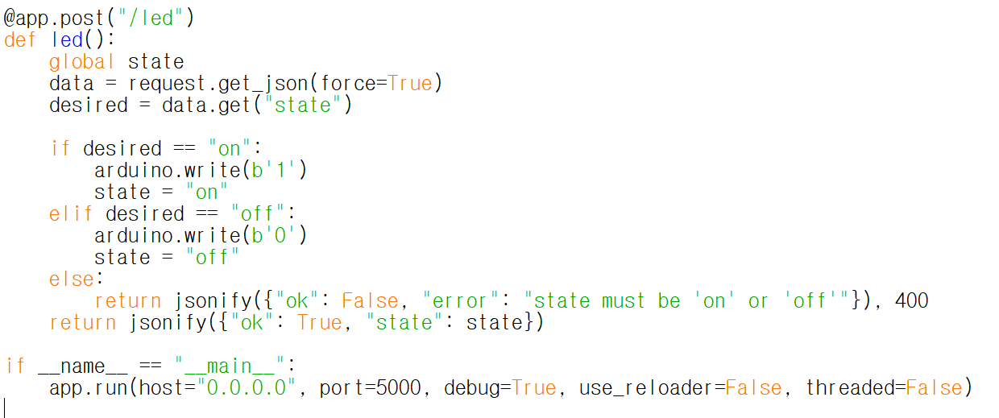 @app.post("/led")
def led():
    global state
    data = request.get_json(force=True)
    desired = data.get("state")

    if desired == "on":
        arduino.write(b'1')
        state = "on"
    elif desired == "off":
        arduino.write(b'0')
        state = "off"
    else:
        return jsonify({"ok": False, "error": "state must be 'on' or 'off'"}), 400
    return jsonify({"ok": True, "state": state})

if __name__ == "__main__":
    app.run(host="0.0.0.0", port=5000, debug=True, use_reloader=False, threaded=False)